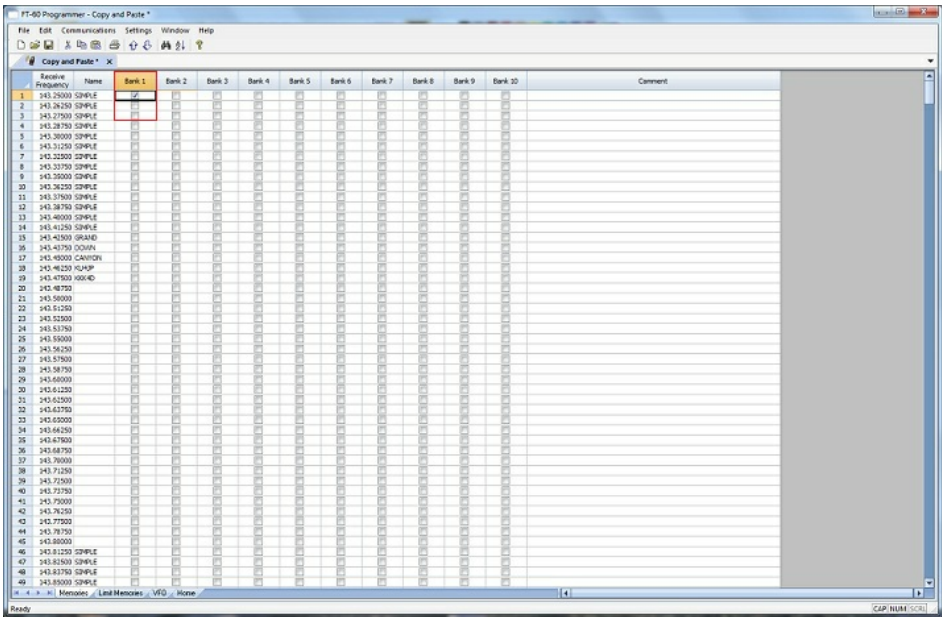 FT-60 Programmer - Copy and Paste *
File Edit Communications Settings Window Help
Copy and Paste * X
Receive Frequency Name Bank 1 Bank 2 Bank 3 Bank 4 Bank 5 Bank 6 Bank 7 Bank 8 Bank 9 Bank 10 Comment
1 143.25000 SIMPLE
2 143.26250 SIMPLE
3 143.27500 SIMPLE
4 143.28750 SIMPLE
5 143.30000 SIMPLE
6 143.31250 SIMPLE
7 143.32500 SIMPLE
8 143.33750 SIMPLE
9 143.35000 SIMPLE
10 143.36250 SIMPLE
11 143.37500 SIMPLE
12 143.38750 SIMPLE
13 143.40000 SIMPLE
14 143.41250 SIMPLE
15 143.42500 GRAND
16 143.43750 DOWN
17 143.45000 CANYON
18 143.46250
19 143.47500
20 143.48750
21 143.50000
22 143.51250
23 143.52500
24 143.53750
25 143.55000
26 143.56250
27 143.57500
28 143.58750
29 143.60000
30 143.61250
31 143.62500
32 143.63750
33 143.65000
34 143.66250
35 143.67500
36 143.68750
37 143.70000
38 143.71250
39 143.72500
40 143.73750
41 143.75000
42 143.76250
43 143.77500
44 143.78750
45 143.80000
46 143.81250 SIMPLE
47 143.82500 SIMPLE
48 143.83750 SIMPLE
49 143.85000 SIMPLE
Memories Limit Memories VFO Home
Ready CAP NUM SCRL